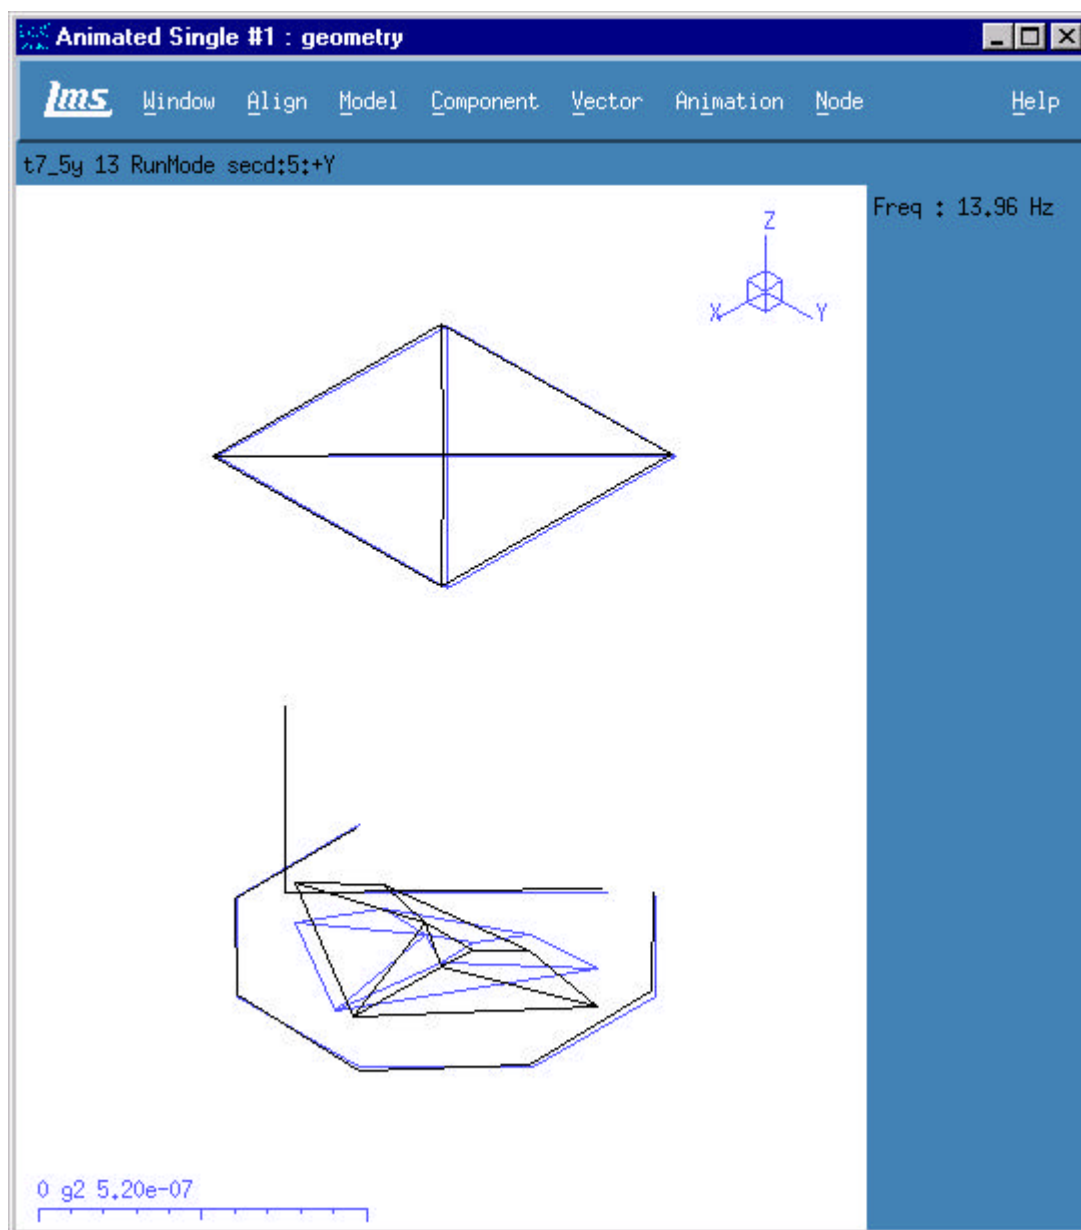 Animated Single #1 : geometry
lms Window Align Model Component Vector Animation Node Help
t7_5y 13 RunMode secd:5:+Y
Freq : 13.96 Hz
Z
X Y
0 g2 5.20e-07